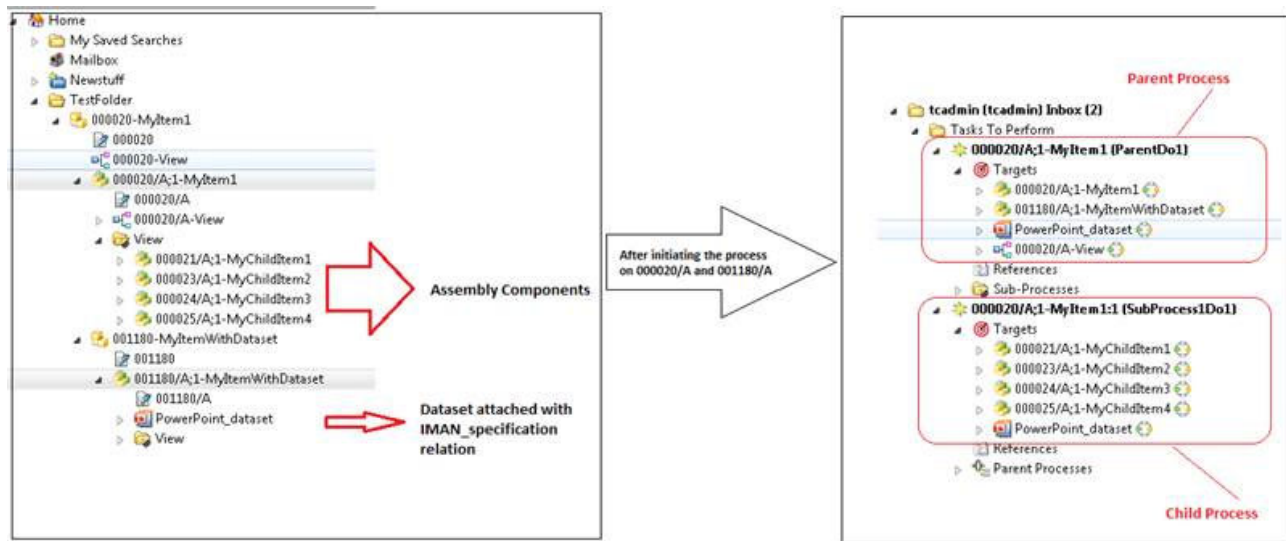 Home
My Saved Searches
Mailbox
Newstuff
TestFolder
000020-MyItem1
000020
000020-View
000020/A;1-MyItem1
000020/A
000020/A-View
View
000021/A;1-MyChildItem1
000023/A;1-MyChildItem2
000024/A;1-MyChildItem3
000025/A;1-MyChildItem4
001180-MyItemWithDataset
001180
001180/A;1-MyItemWithDataset
001180/A
PowerPoint_dataset
View
Assembly Components
Dataset attached with
IMAN_specification
relation
After initiating the process
on 000020/A and 001180/A
Parent Process
tcadmin (tcadmin) Inbox (2)
Tasks To Perform
000020/A;1-MyItem1 (ParentDo1)
Targets
000020/A;1-MyItem1
001180/A;1-MyItemWithDataset
PowerPoint_dataset
000020/A-View
References
Sub-Processes
000020/A;1-MyItem1:1 (SubProcess1Do1)
Targets
000021/A;1-MyChildItem1
000023/A;1-MyChildItem2
000024/A;1-MyChildItem3
000025/A;1-MyChildItem4
PowerPoint_dataset
References
Parent Processes
Child Process